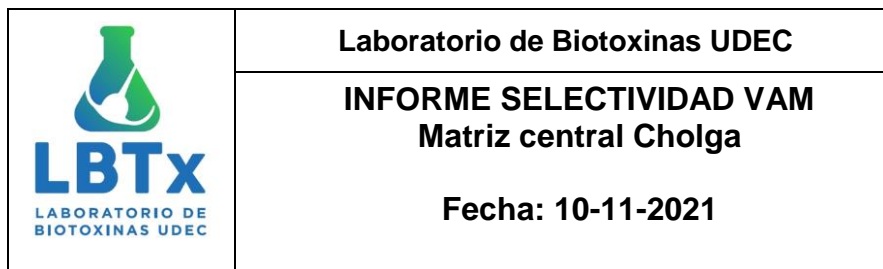 LBTx
LABORATORIO DE
BIOTOXINAS UDEC
Laboratorio de Biotoxinas UDEC
INFORME SELECTIVIDAD VAM
Matriz central Cholga
Fecha: 10-11-2021